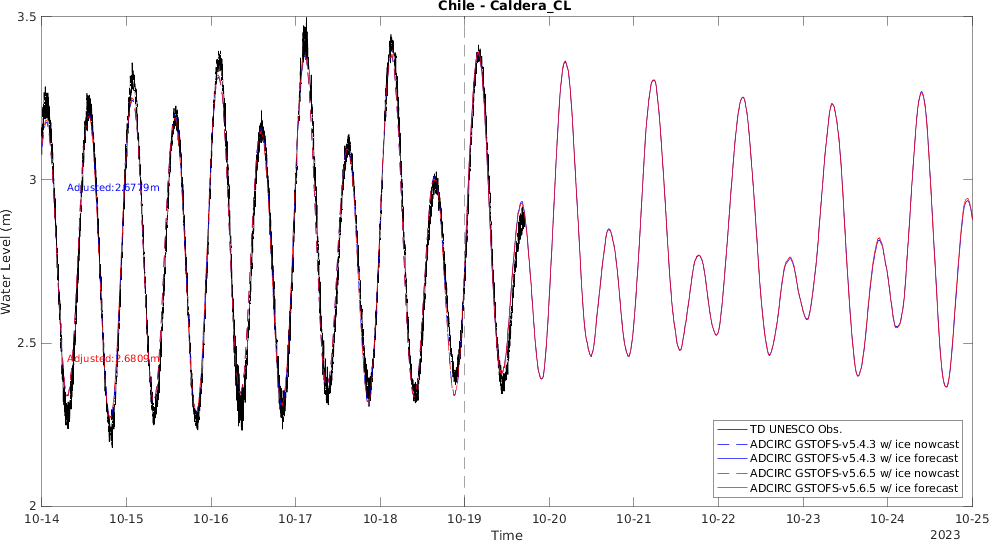 Chile - Caldera_CL
3.5
3
2.5
2
Water Level (m)
Adjusted:2.6779m
Adjusted:2.6809m
TD UNESCO Obs.
ADCIRC GSTOFS-v5.4.3 w/ ice nowcast
ADCIRC GSTOFS-v5.4.3 w/ ice forecast
ADCIRC GSTOFS-v5.6.5 w/ ice nowcast
ADCIRC GSTOFS-v5.6.5 w/ ice forecast
10-14 10-15 10-16 10-17 10-18 10-19 10-20 10-21 10-22 10-23 10-24 10-25
Time
2023